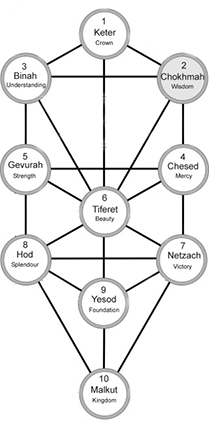 1
Keter
Crown
2
Chokhmah
Wisdom
3
Binah
Understanding
4
Chesed
Mercy
5
Gevurah
Strength
6
Tiferet
Beauty
7
Netzach
Victory
8
Hod
Splendour
9
Yesod
Foundation
10
Malkut
Kingdom